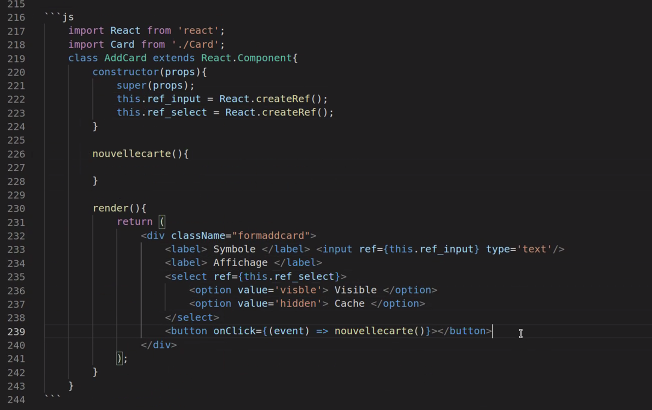 215
216 ```js
217 import React from 'react';
218 import Card from './Card';
219 class AddCard extends React.Component{
220 constructor(props){
221 super(props);
222 this.ref_input = React.createRef();
223 this.ref_select = React.createRef();
224 }
225
226 nouvellecarte(){
227
228 }
229
230 render(){
231 return (
232 <div className="formaddcard">
233 <label> Symbole </label> <input ref={this.ref_input} type='text'/>
234 <label> Affichage </label>
235 <select ref={this.ref_select}>
236 <option value='visble'> Visible </option>
237 <option value='hidden'> Cache </option>
238 </select>
239 <button onClick={(event) => nouvellecarte()}></button>
240 </div>
241 );
242 }
243 }
244 ```